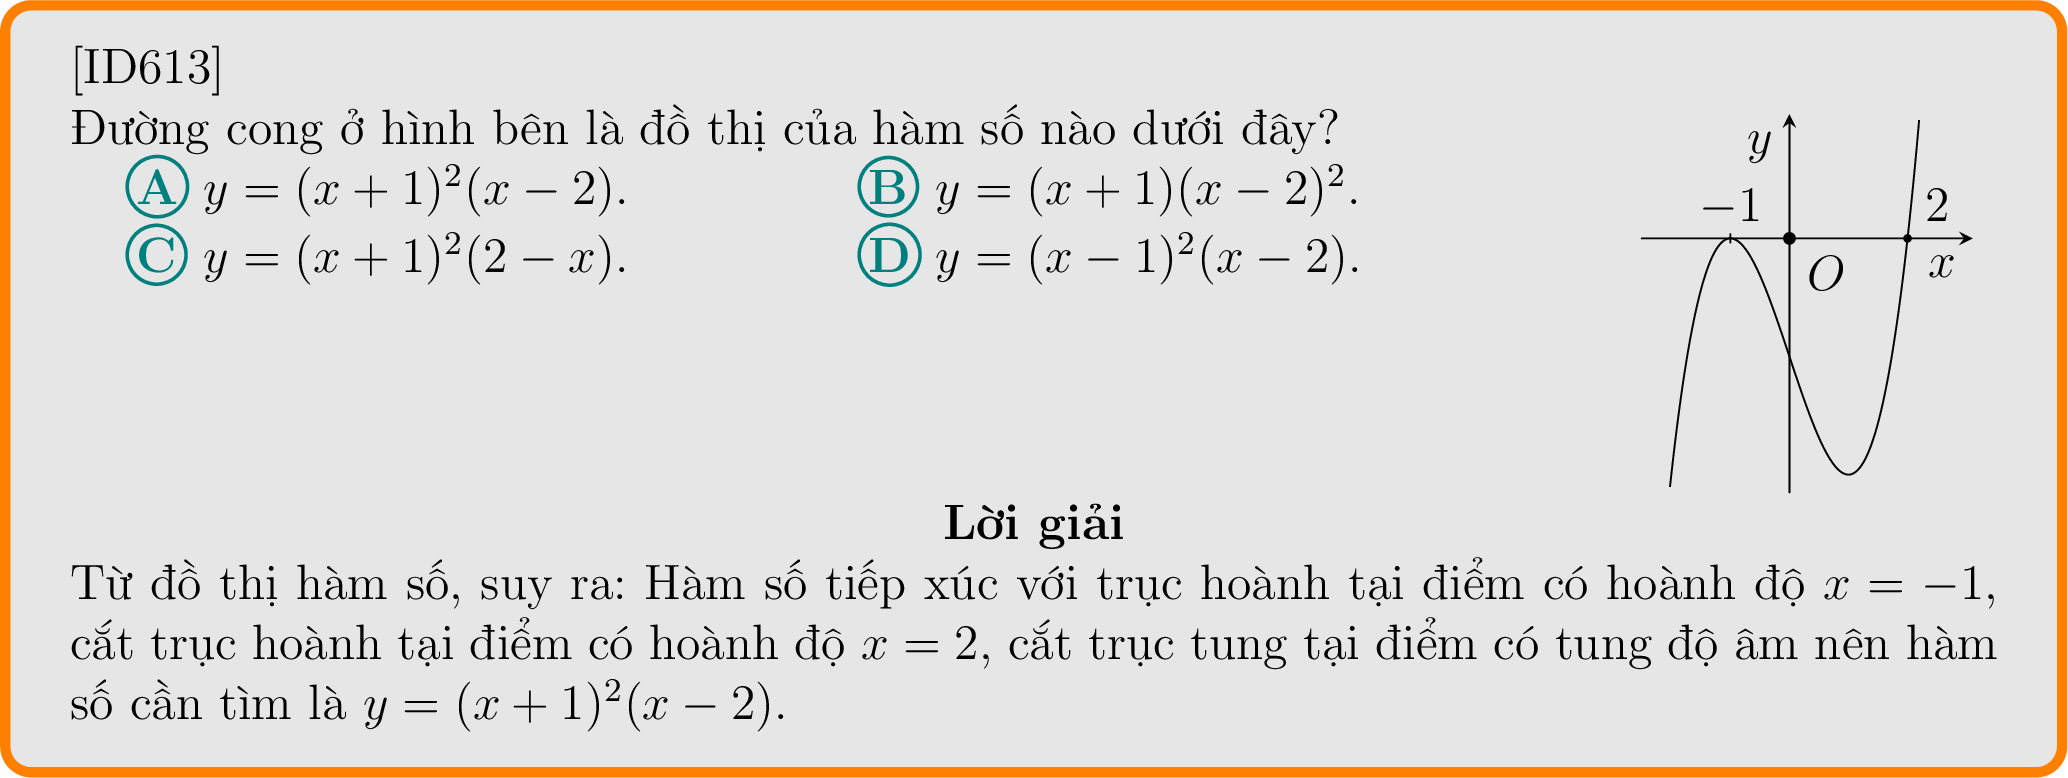 [ID613]
Đường cong ở hình bên là đồ thị của hàm số nào dưới đây?
A y = (x + 1)²(x − 2). B y = (x + 1)(x − 2)².
C y = (x + 1)²(2 − x). D y = (x − 1)²(x − 2).
y
−1 2
O x
Lời giải
Từ đồ thị hàm số, suy ra: Hàm số tiếp xúc với trục hoành tại điểm có hoành độ x = −1,
cắt trục hoành tại điểm có hoành độ x = 2, cắt trục tung tại điểm có tung độ âm nên hàm
số cần tìm là y = (x + 1)²(x − 2).